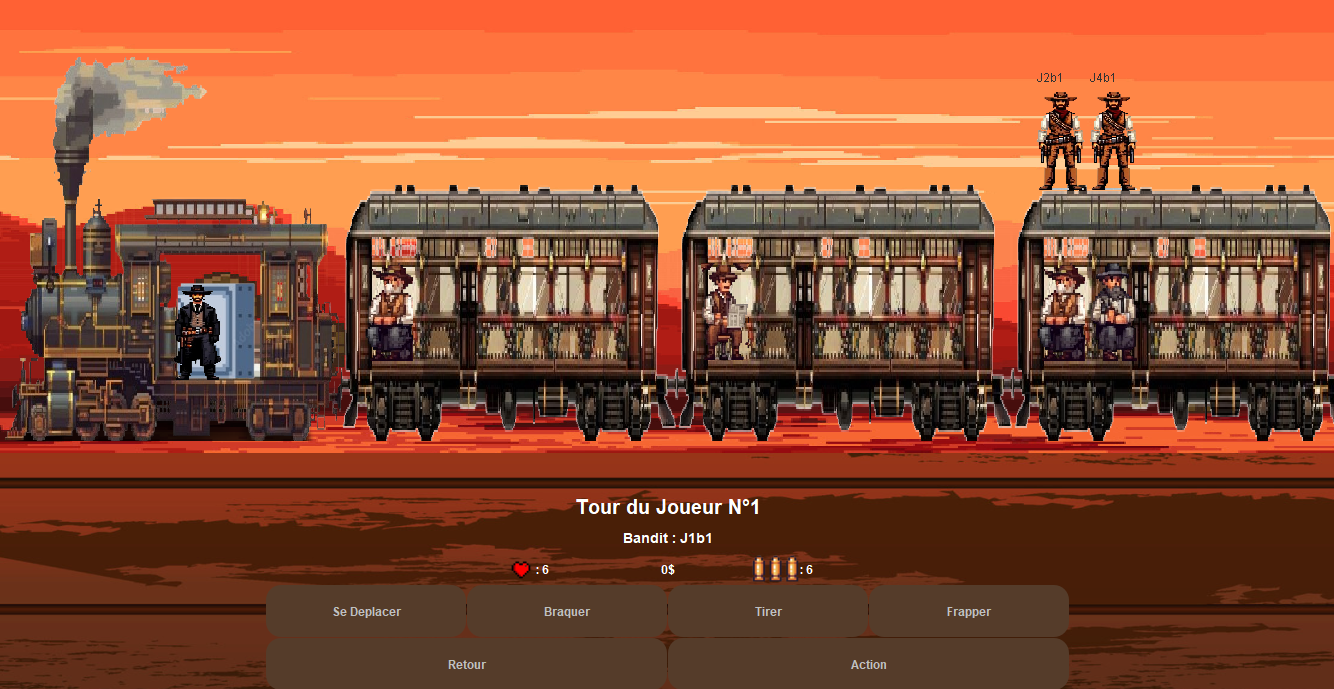 J2b1 J4b1
Tour du Joueur N°1
Bandit : J1b1
: 6 0$ : 6
Se Deplacer Braquer Tirer Frapper
Retour Action